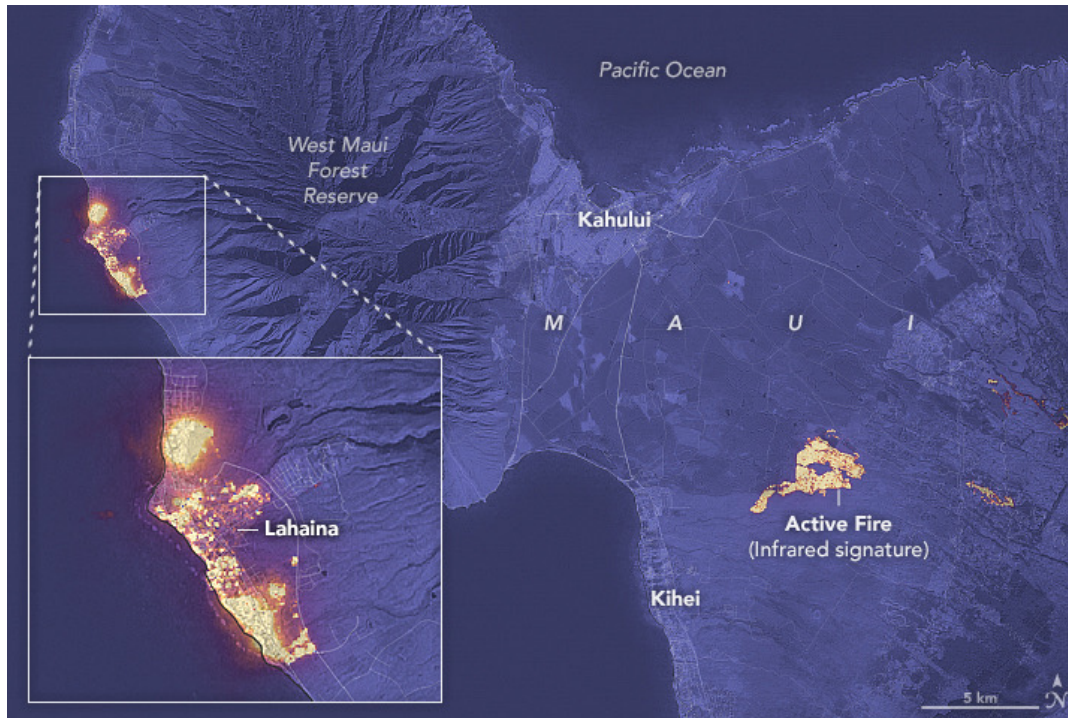 Pacific Ocean
West Maui
Forest
Reserve
Kahului
M A U I
Lahaina
Active Fire
(Infrared signature)
Kihei
5 km
N